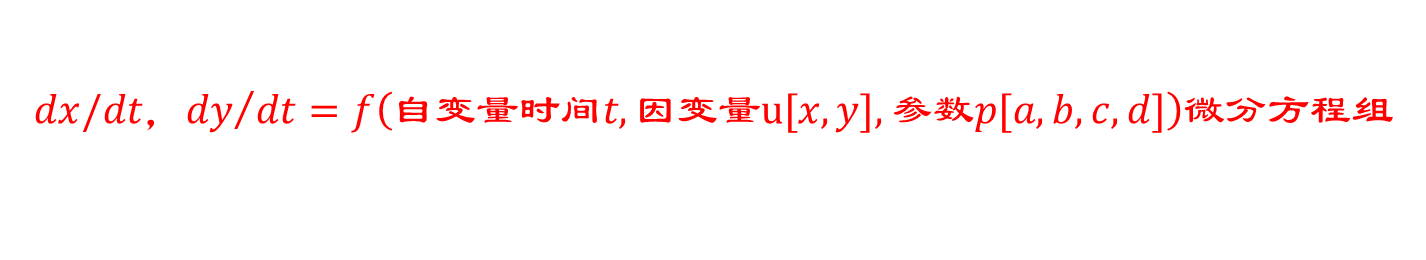 dx/dt，dy/dt = f(自变量时间t, 因变量u[x, y], 参数p[a, b, c, d])微分方程组